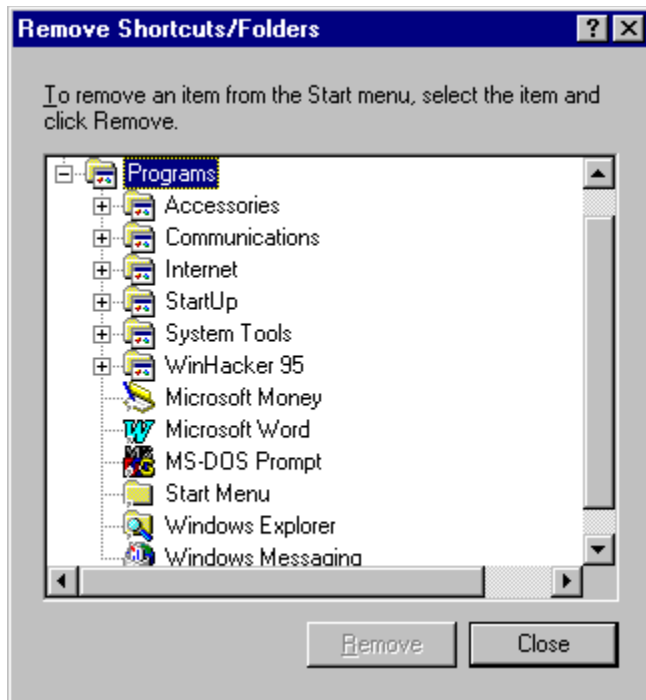 Remove Shortcuts/Folders
To remove an item from the Start menu, select the item and
click Remove.
Programs
Accessories
Communications
Internet
StartUp
System Tools
WinHacker 95
Microsoft Money
Microsoft Word
MS-DOS Prompt
Start Menu
Windows Explorer
Windows Messaging
Remove
Close